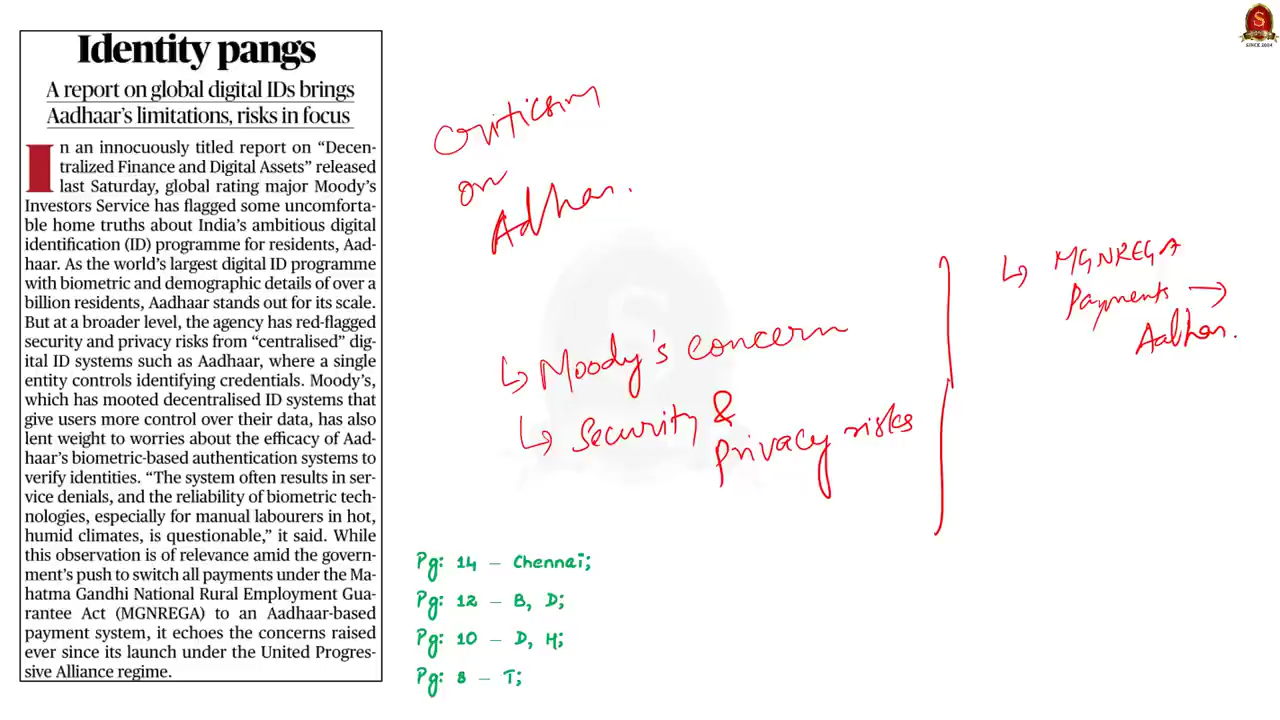 Identity pangs
A report on global digital IDs brings
Aadhaar's limitations, risks in focus
In an innocuously titled report on “Decen-
tralized Finance and Digital Assets” released
last Saturday, global rating major Moody's
Investors Service has flagged some uncomforta-
ble home truths about India's ambitious digital
identification (ID) programme for residents, Aad-
haar. As the world's largest digital ID programme
with biometric and demographic details of over
a billion residents, Aadhaar stands out for its scale.
But at a broader level, the agency has red-flagged
security and privacy risks from “centralised” dig-
ital ID systems such as Aadhaar, where a single
entity controls identifying credentials. Moody's,
which has mooted decentralised ID systems that
give users more control over their data, has also
lent weight to worries about the efficacy of Aad-
haar's biometric-based authentication systems to
verify identities. “The system often results in ser-
vice denials, and the reliability of biometric tech-
nologies, especially for manual labourers in hot,
humid climates, is questionable,” it said. While
this observation is of relevance amid the govern-
ment's push to switch all payments under the Ma-
hatma Gandhi National Rural Employment Gua-
rantee Act (MGNREGA) to an Aadhaar-based
payment system, it echoes the concerns raised
ever since its launch under the United Progres-
sive Alliance regime.
Criticism
on
Adhar.
↳ Moody's concern
↳ Security &
Privacy risks
↳ MGNREGA
Payments →
Aadhar.
Pg: 14 – Chennai;
Pg: 12 – B, D;
Pg: 10 – D, H;
Pg: 8 – T;
S
SINCE 2004